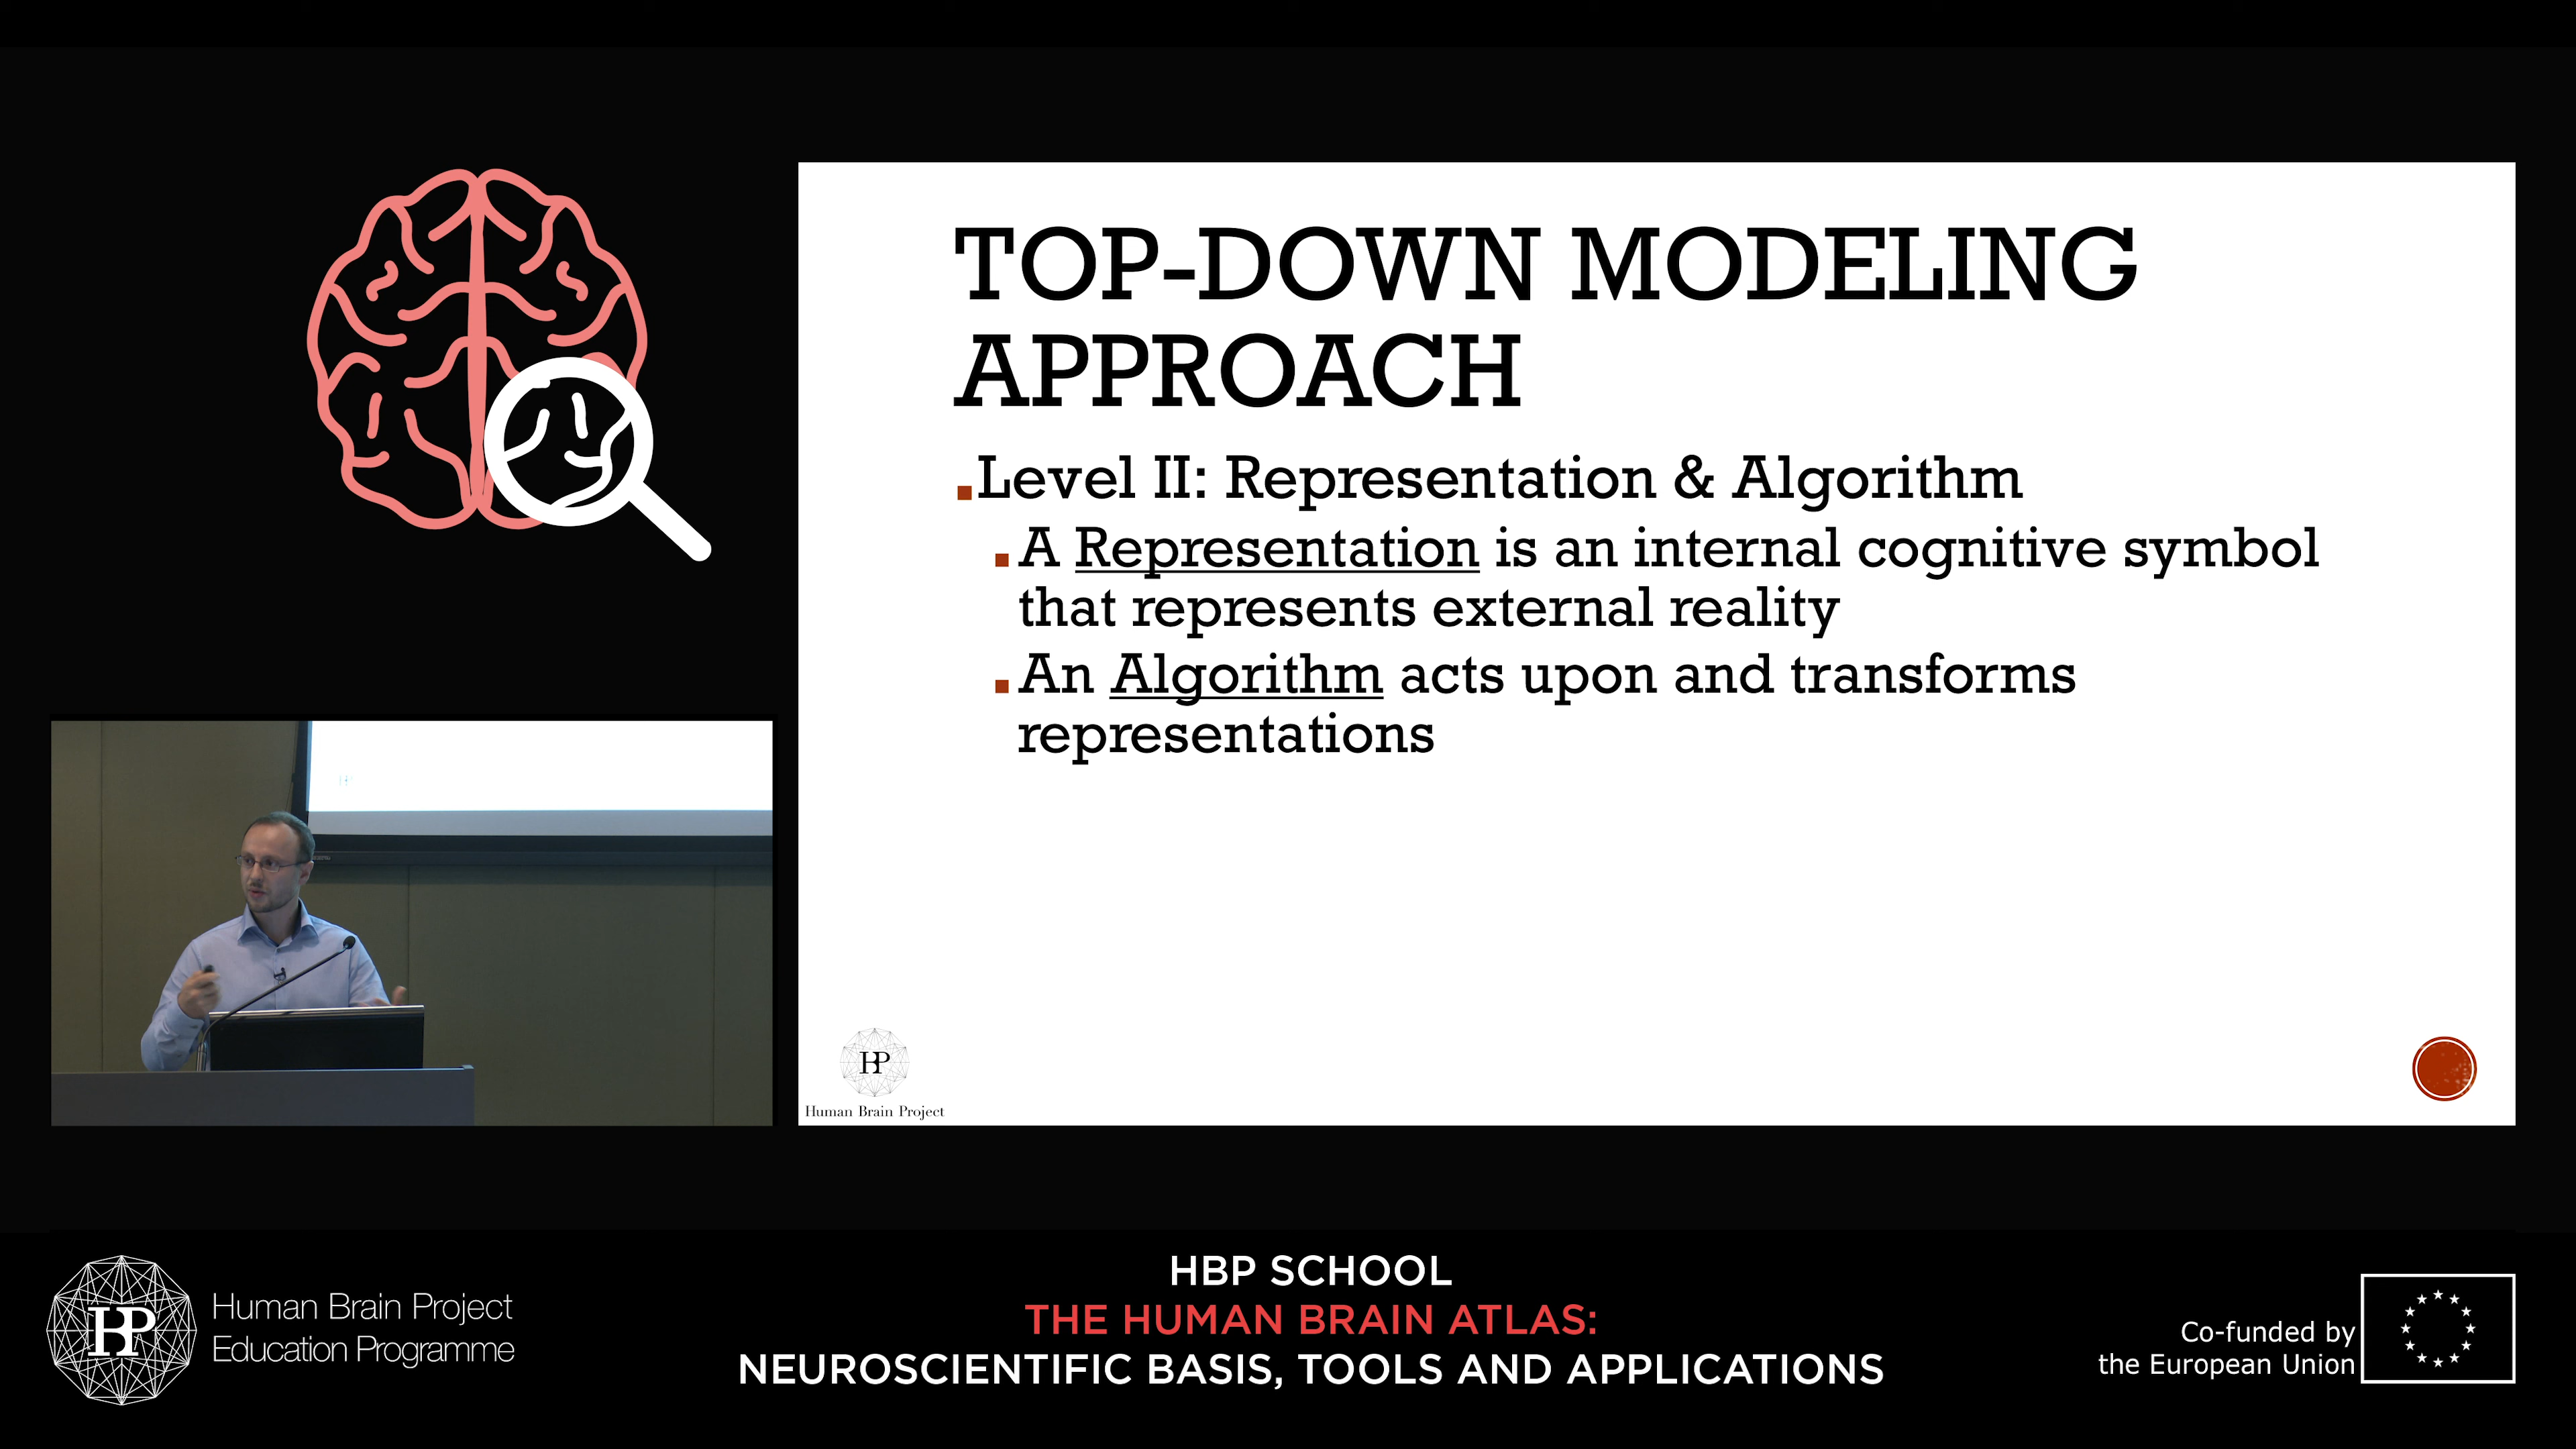 TOP-DOWN MODELING
APPROACH
Level II: Representation & Algorithm
A Representation is an internal cognitive symbol
that represents external reality
An Algorithm acts upon and transforms
representations
HBP
Human Brain Project
HBP
Human Brain Project
Education Programme
HBP SCHOOL
THE HUMAN BRAIN ATLAS:
NEUROSCIENTIFIC BASIS, TOOLS AND APPLICATIONS
Co-funded by
the European Union